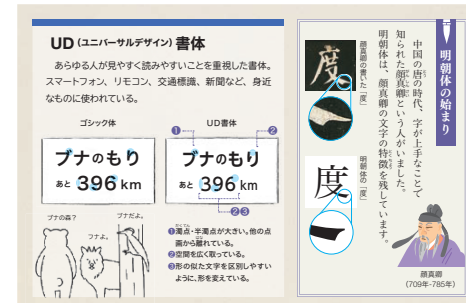 UD（ユニバーサルデザイン）書体
あらゆる人が見やすく読みやすいことを重視した書体。
スマートフォン、リモコン、交通標識、新聞など、身近
なものに使われている。
ゴシック体
ブナのもり
あと 396 km
UD書体
❶
❷
ブナのもり
あと 396 km
❷❸
ブナの森？
フナよ。
ブナだよ。
❶濁点・半濁点が大きい。他の点
画から離れている。
❷空間を広く取っている。
❸形の似た文字を区別しやすい
ように、形を変えている。
明朝体の始まり
中国の唐の時代、字が上手なことで
知られた顔真卿という人がいました。
明朝体は、顔真卿の文字の特徴を残しています。
顔真卿の書いた「度」
度
明朝体の「度」
度
顔真卿
（709年-785年）